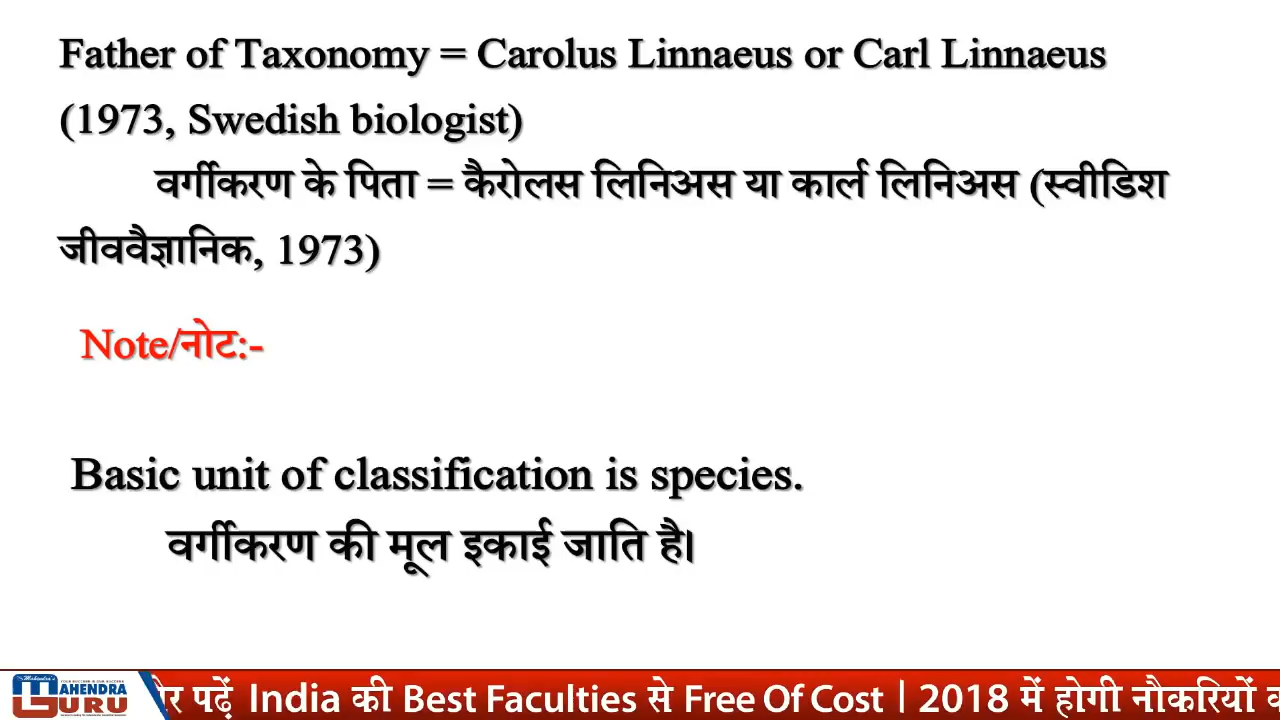 Father of Taxonomy = Carolus Linnaeus or Carl Linnaeus
(1973, Swedish biologist)
वर्गीकरण के पिता = कैरोलस लिनिअस या कार्ल लिनिअस (स्वीडिश
जीववैज्ञानिक, 1973)
Note/नोट:-
Basic unit of classification is species.
वर्गीकरण की मूल इकाई जाति है।
Mahendra's
MAHENDRA
GURU
पढ़ें India की Best Faculties से Free Of Cost | 2018 में होगी नौकरियों